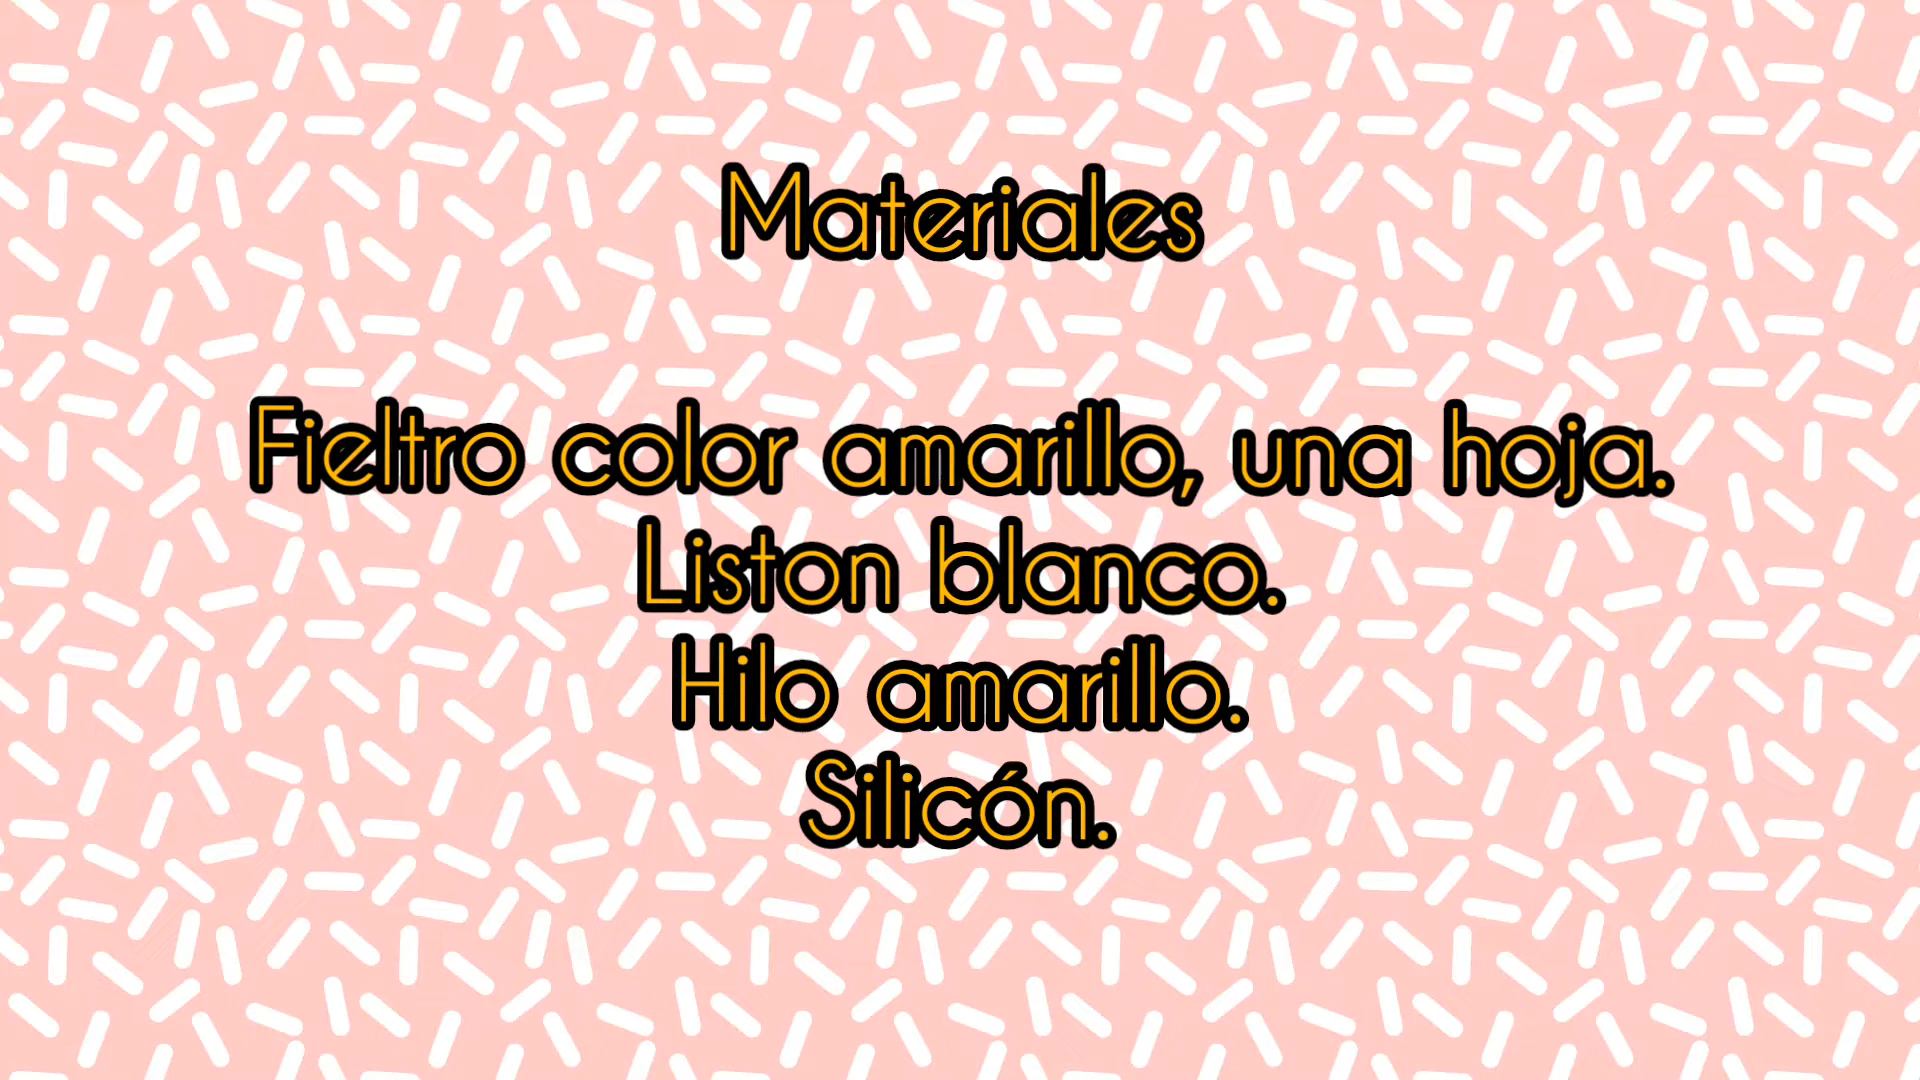 Materiales
Fieltro color amarillo, una hoja.
Liston blanco.
Hilo amarillo.
Silicón.